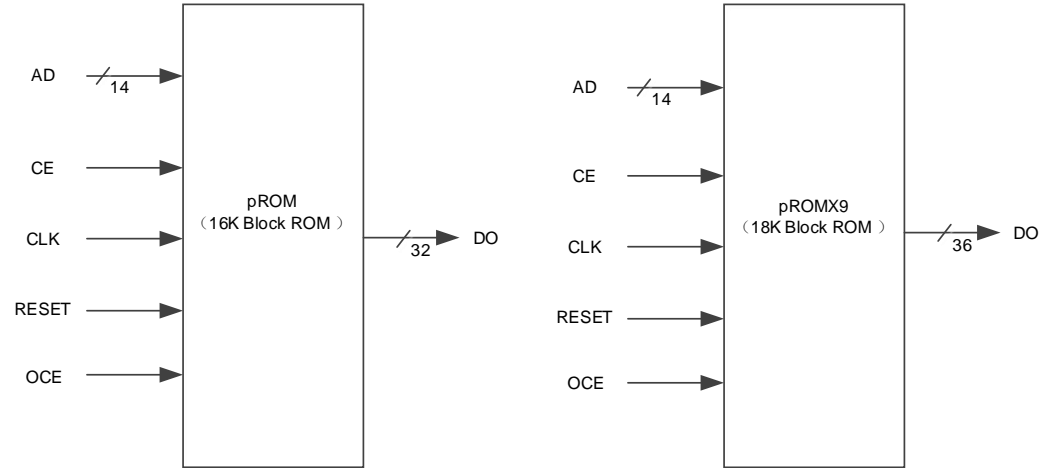 AD
14
CE
CLK
RESET
OCE
pROM
（16K Block ROM ）
32
DO
AD
14
CE
CLK
RESET
OCE
pROMX9
（18K Block ROM ）
36
DO